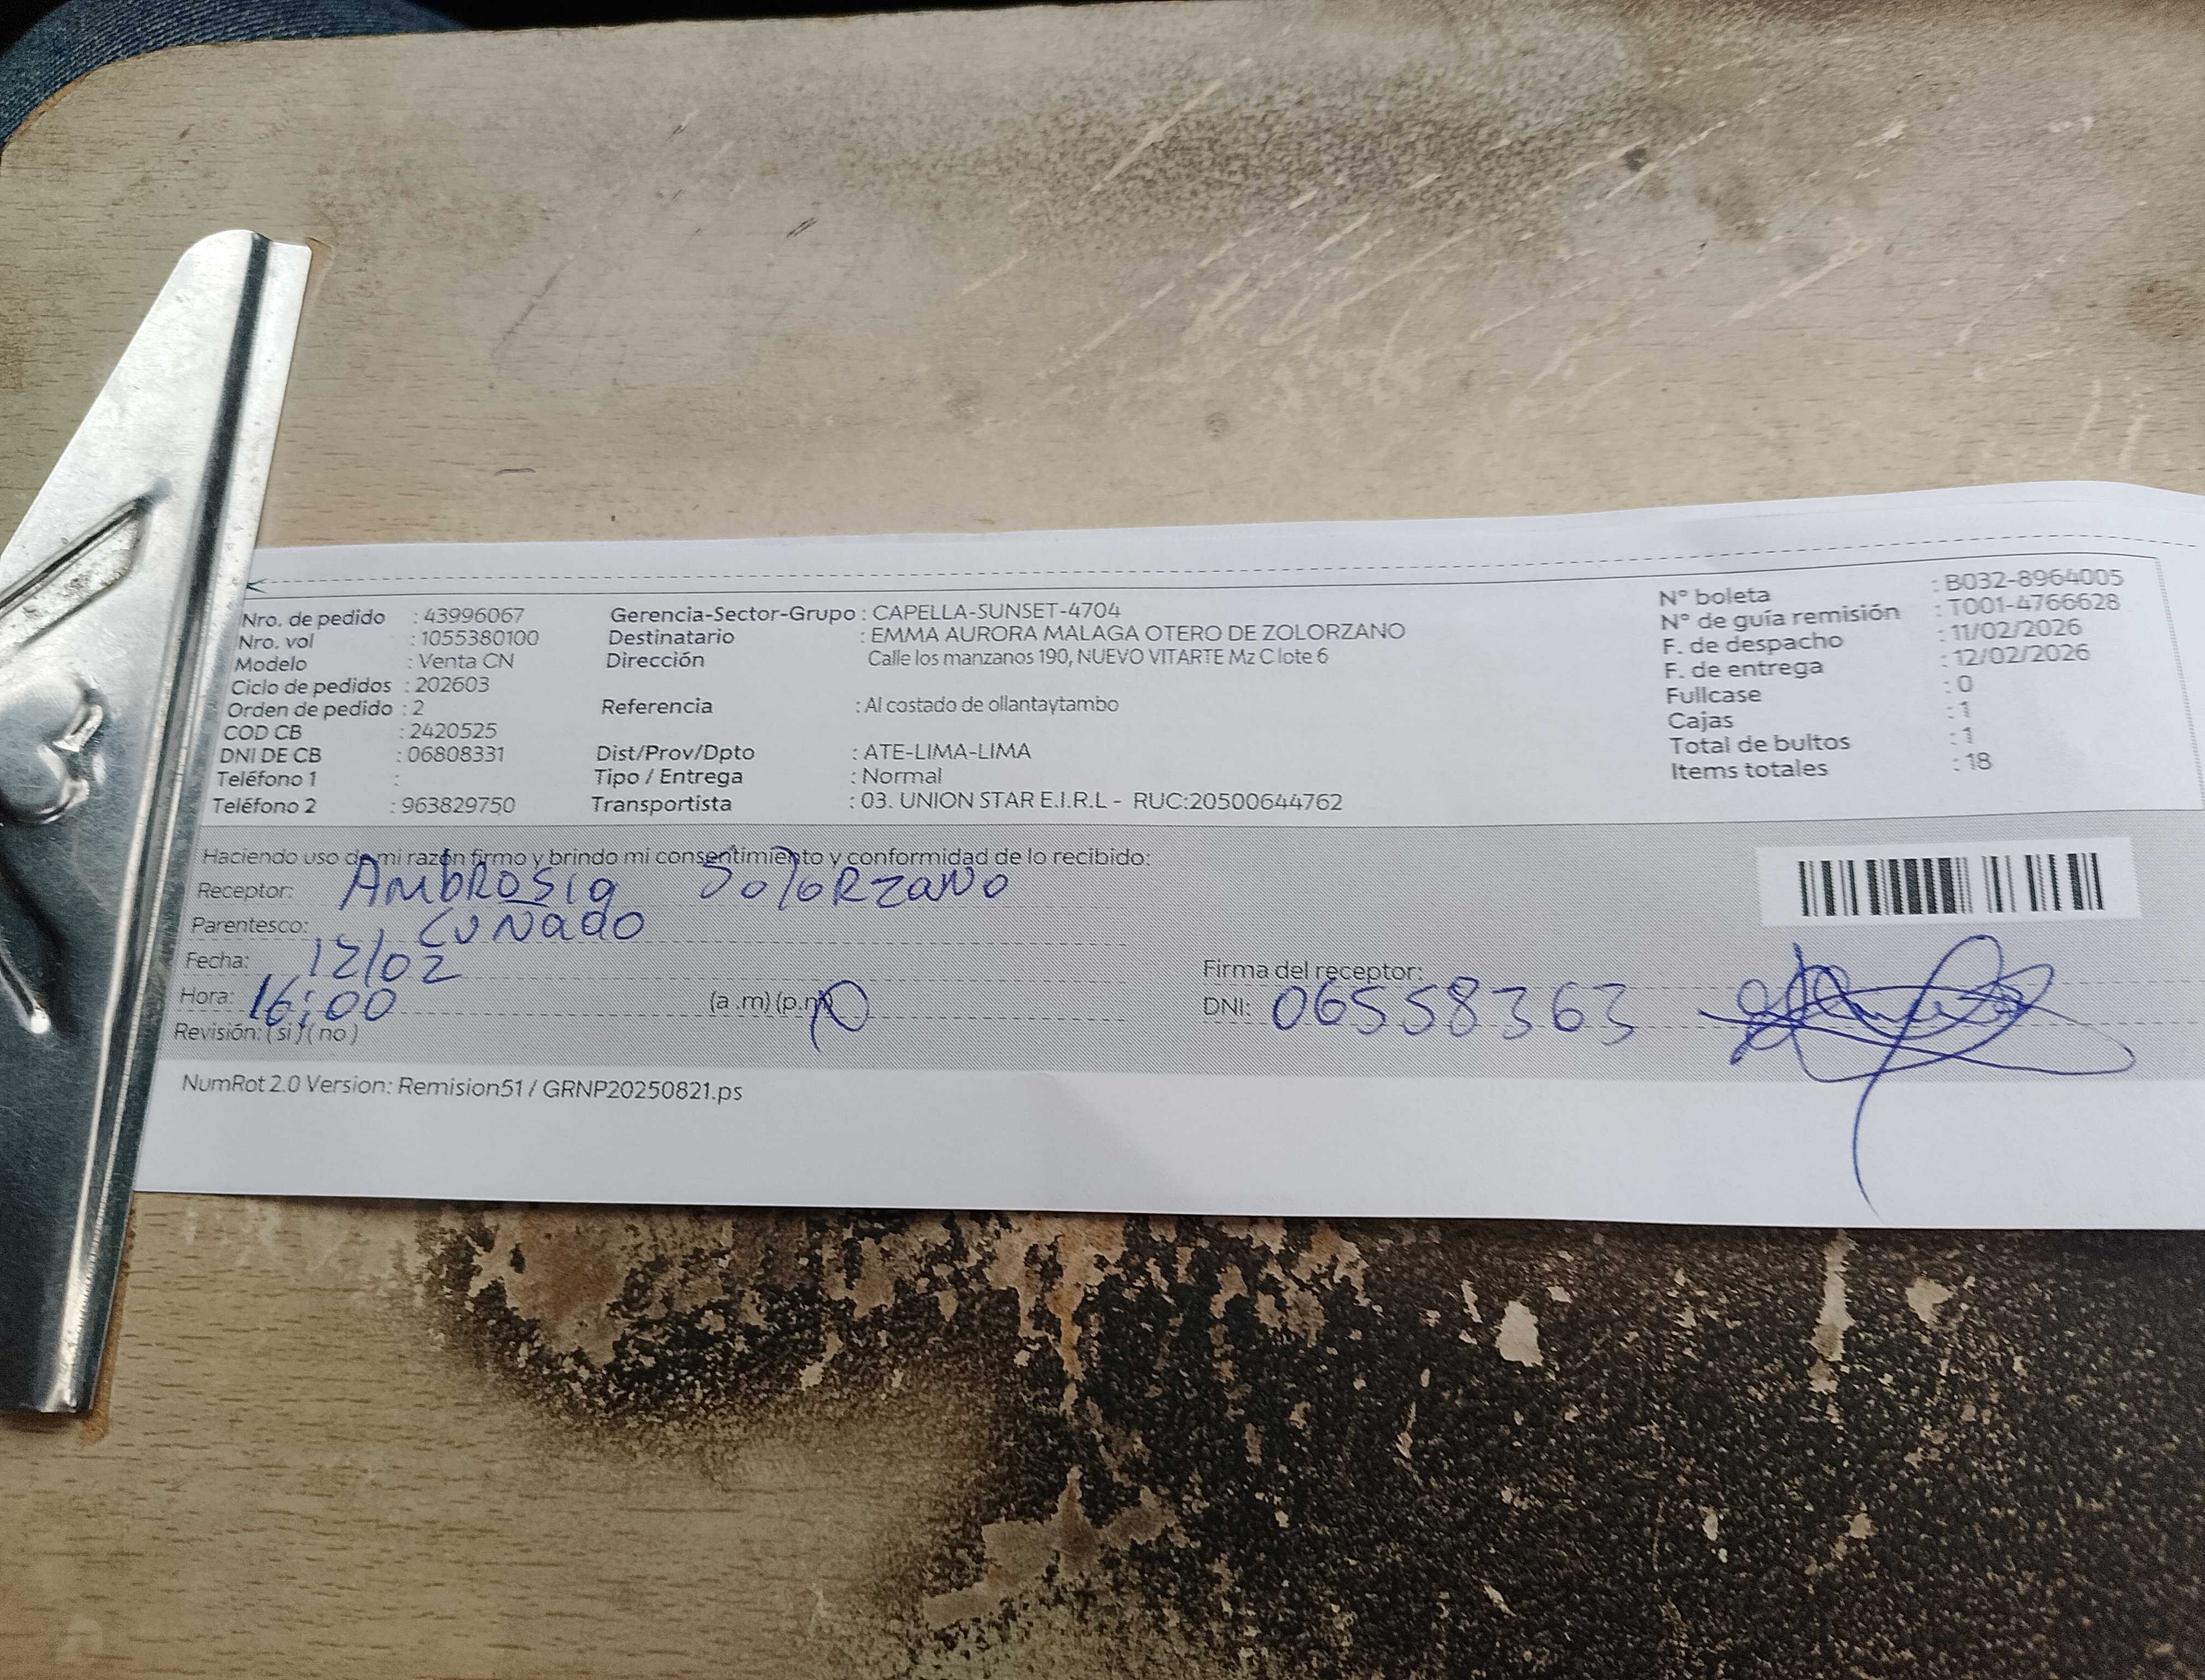 Nro. de pedido : 43996067
Nro. vol : 1055380100
Modelo : Venta CN
Ciclo de pedidos : 202603
Orden de pedido : 2
COD CB : 2420525
DNI DE CB : 06808331
Teléfono 1 :
Teléfono 2 : 963829750
Gerencia-Sector-Grupo : CAPELLA-SUNSET-4704
Destinatario : EMMA AURORA MALAGA OTERO DE ZOLORZANO
Dirección Calle los manzanos 190, NUEVO VITARTE Mz C lote 6
Referencia : Al costado de ollantaytambo
Dist/Prov/Dpto : ATE-LIMA-LIMA
Tipo / Entrega : Normal
Transportista : 03. UNION STAR E.I.R.L - RUC:20500644762
N° boleta : B032-8964005
N° de guía remisión : T001-4766628
F. de despacho : 11/02/2026
F. de entrega : 12/02/2026
Fullcase : 0
Cajas : 1
Total de bultos : 1
Items totales : 18
Haciendo uso de mi razón firmo y brindo mi consentimiento y conformidad de lo recibido:
Receptor: AMBROSIA SOLORZANO
Parentesco: CUNADO
Fecha: 12/02
Hora: 16:00 (a .m) (p.m)
Revisión: ( si ) ( no )
Firma del receptor:
DNI: 06558363
NumRot 2.0 Version: Remision51 / GRNP20250821.ps